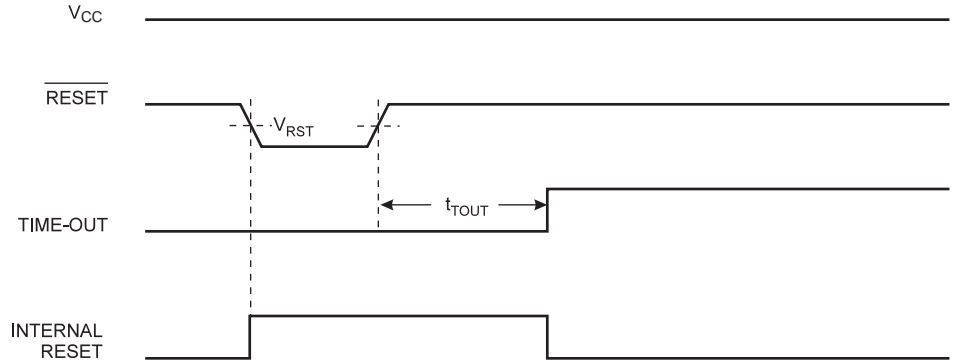 VCC
RESET
VRST
tTOUT
TIME-OUT
INTERNAL
RESET